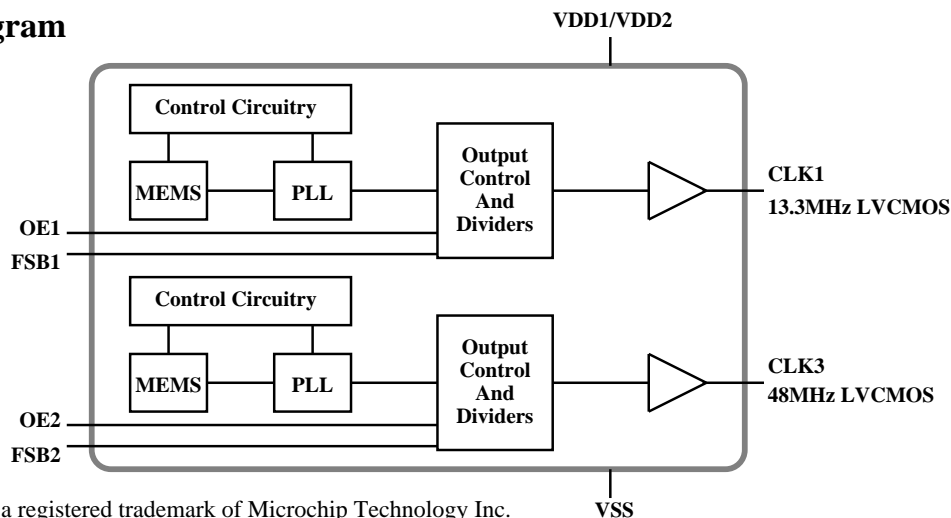 gram
VDD1/VDD2
Control Circuitry
MEMS
PLL
Output
Control
And
Dividers
CLK1
13.3MHz LVCMOS
OE1
FSB1
Control Circuitry
MEMS
PLL
Output
Control
And
Dividers
CLK3
48MHz LVCMOS
OE2
FSB2
a registered trademark of Microchip Technology Inc.
VSS